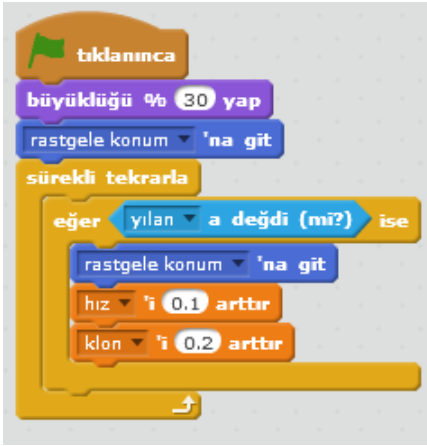 tıklanınca
büyüklüğü % 30 yap
rastgele konum 'na git
sürekli tekrarla
eğer yılan a değdi (mi?) ise
rastgele konum 'na git
hız 'i 0.1 arttır
klon 'i 0.2 arttır